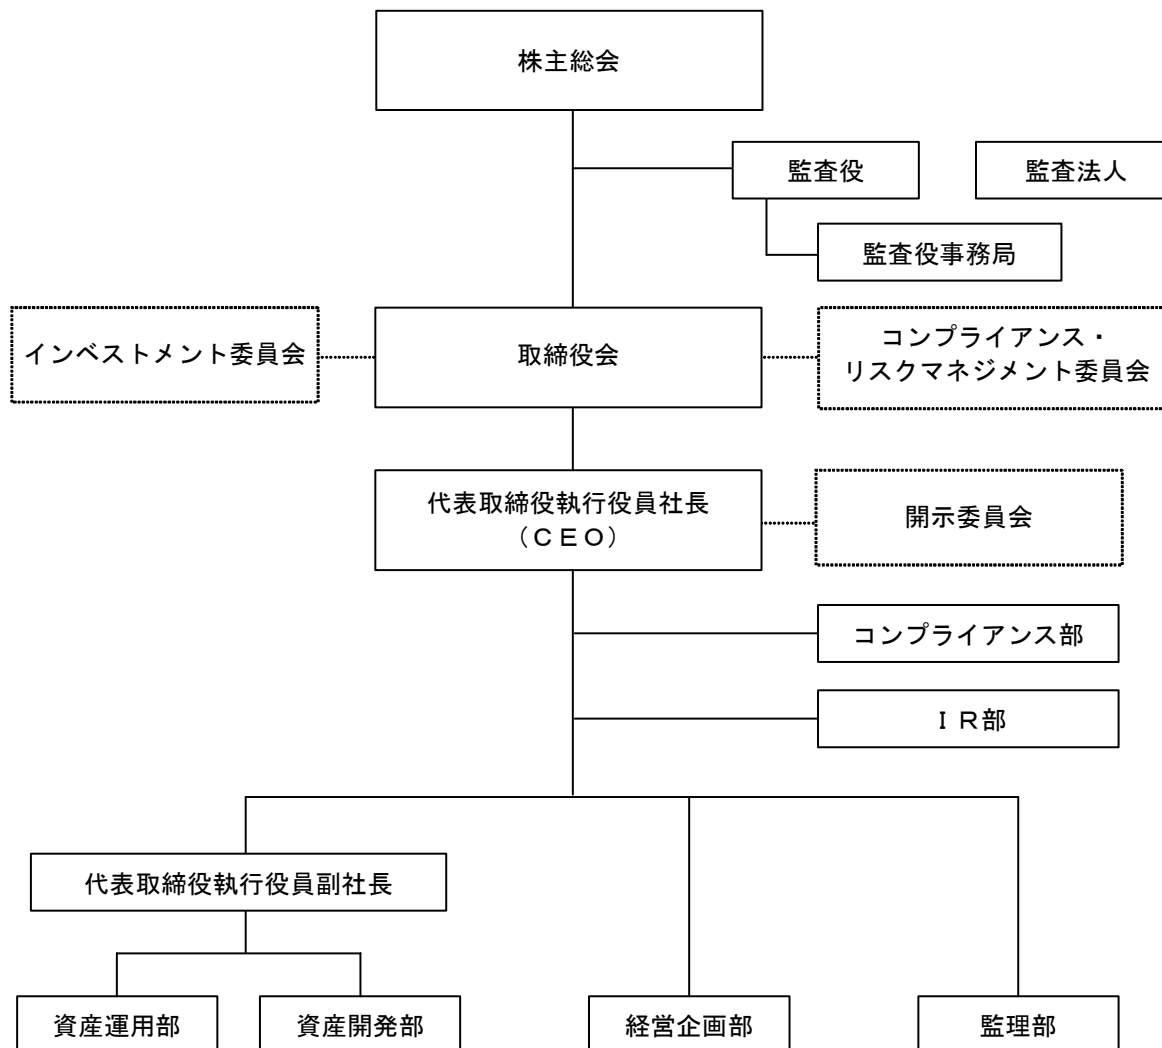 株主総会
監査役
監査法人
監査役事務局
インベストメント委員会
取締役会
コンプライアンス・
リスクマネジメント委員会
代表取締役執行役員社長
（ＣＥＯ）
開示委員会
コンプライアンス部
ＩＲ部
代表取締役執行役員副社長
資産運用部
資産開発部
経営企画部
監理部